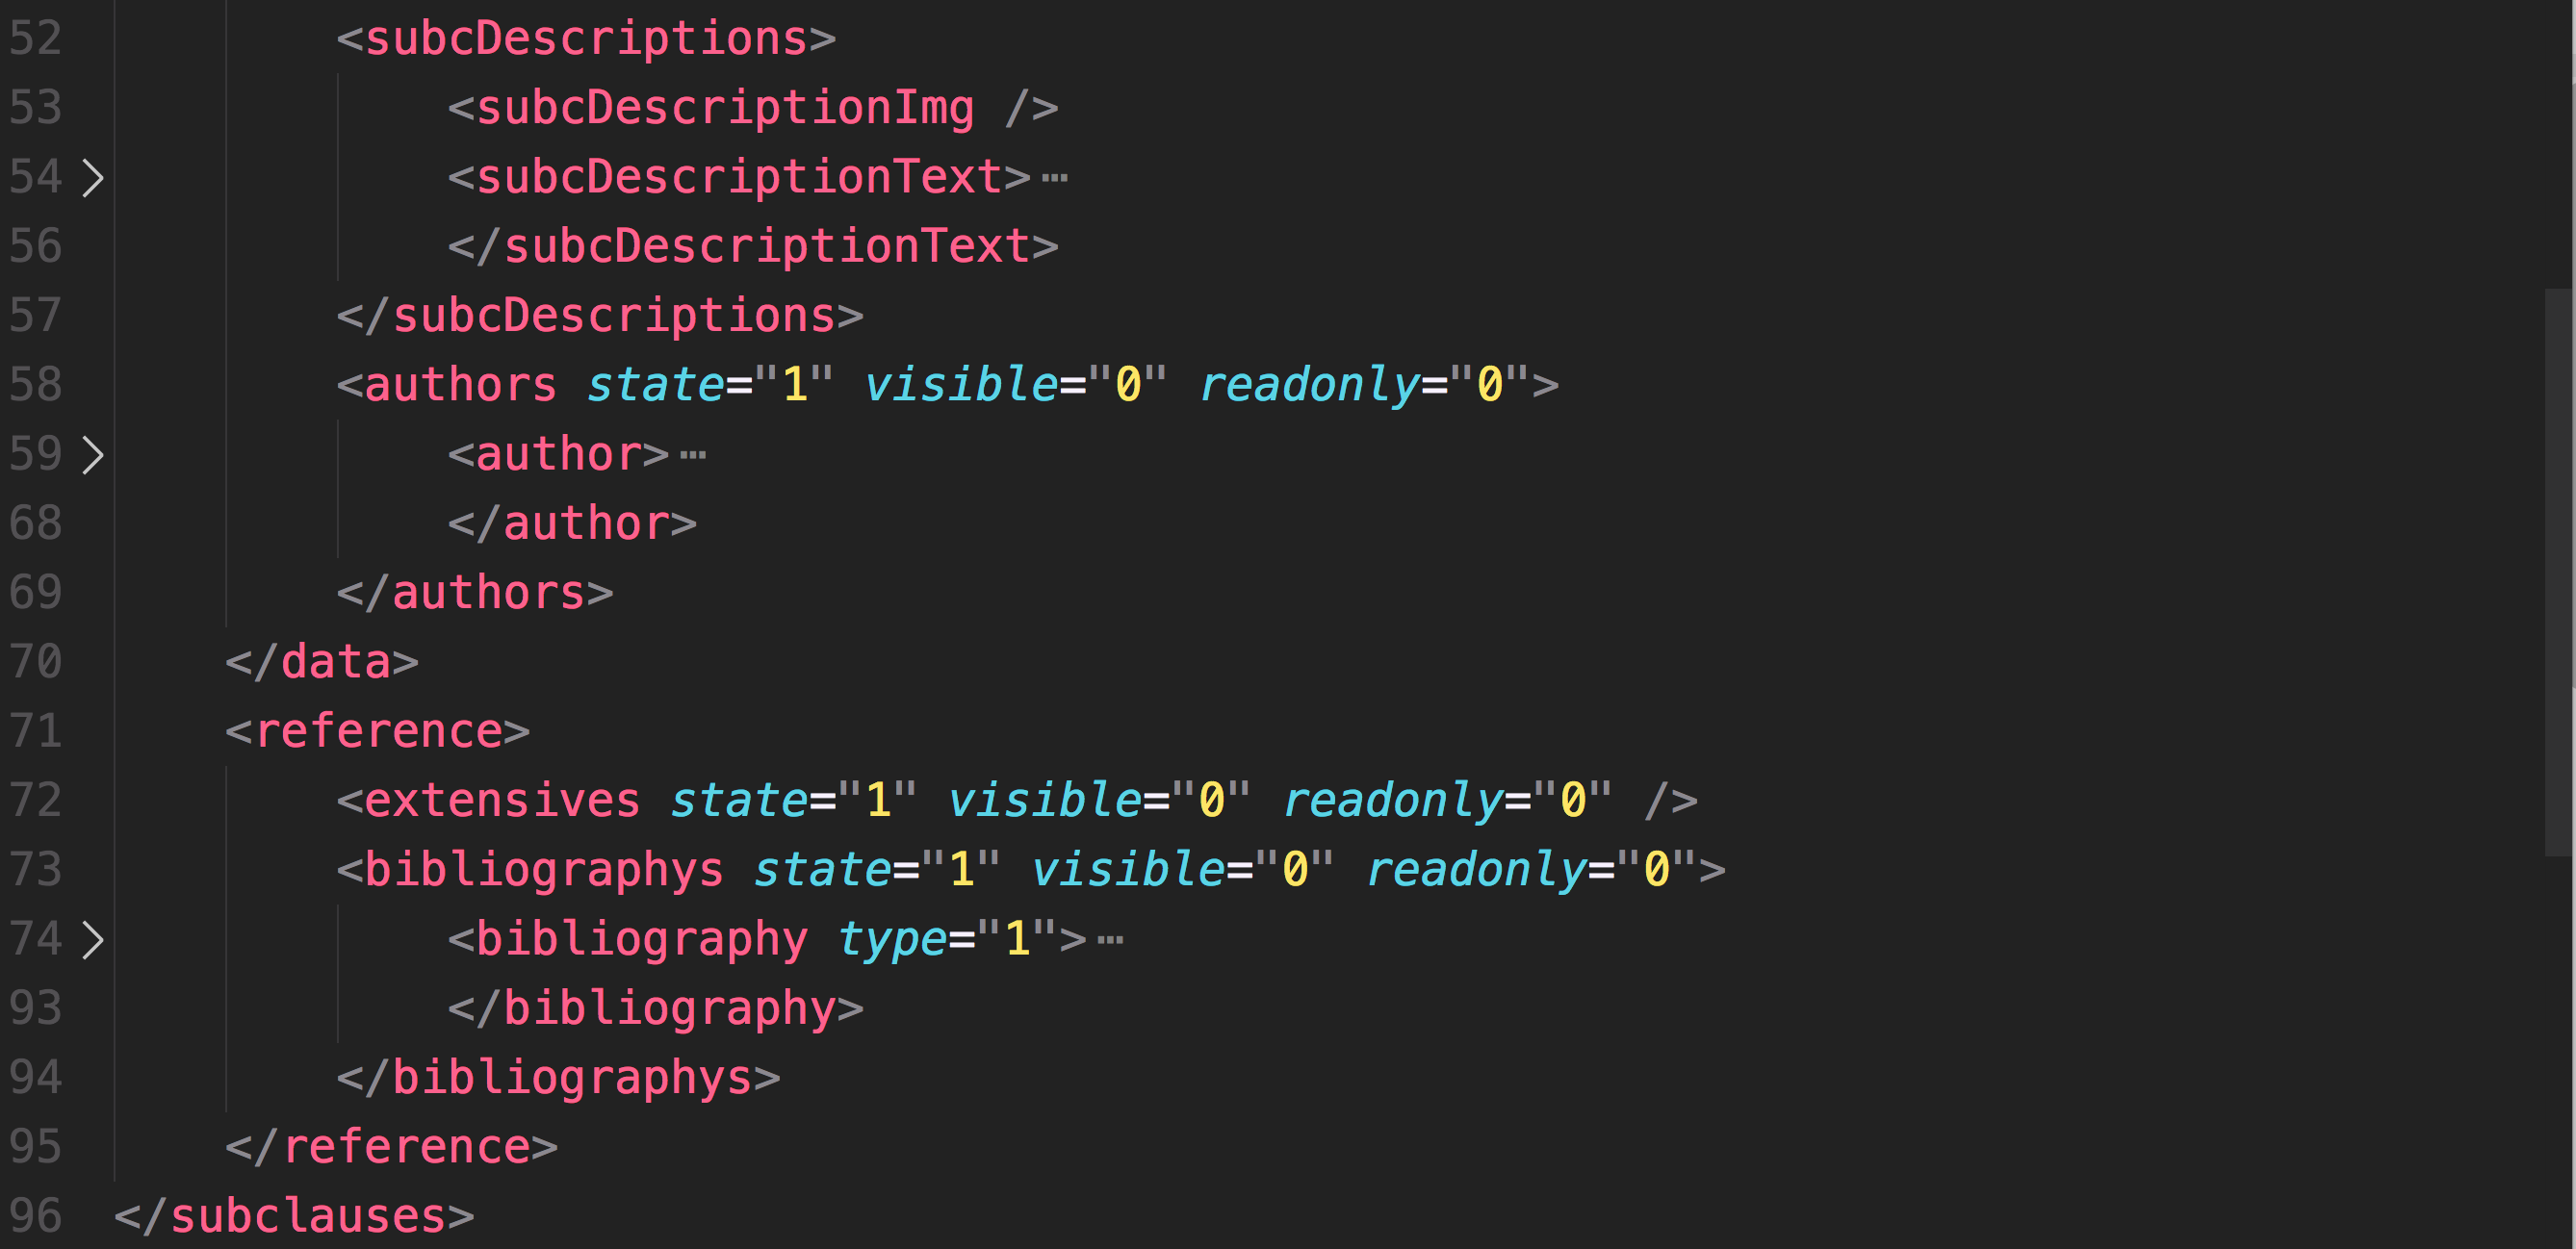 52 <subcDescriptions>
53 <subcDescriptionImg />
54 <subcDescriptionText>⋯
56 </subcDescriptionText>
57 </subcDescriptions>
58 <authors state="1" visible="0" readonly="0">
59 <author>⋯
68 </author>
69 </authors>
70 </data>
71 <reference>
72 <extensives state="1" visible="0" readonly="0" />
73 <bibliographys state="1" visible="0" readonly="0">
74 <bibliography type="1">⋯
93 </bibliography>
94 </bibliographys>
95 </reference>
96 </subclauses>